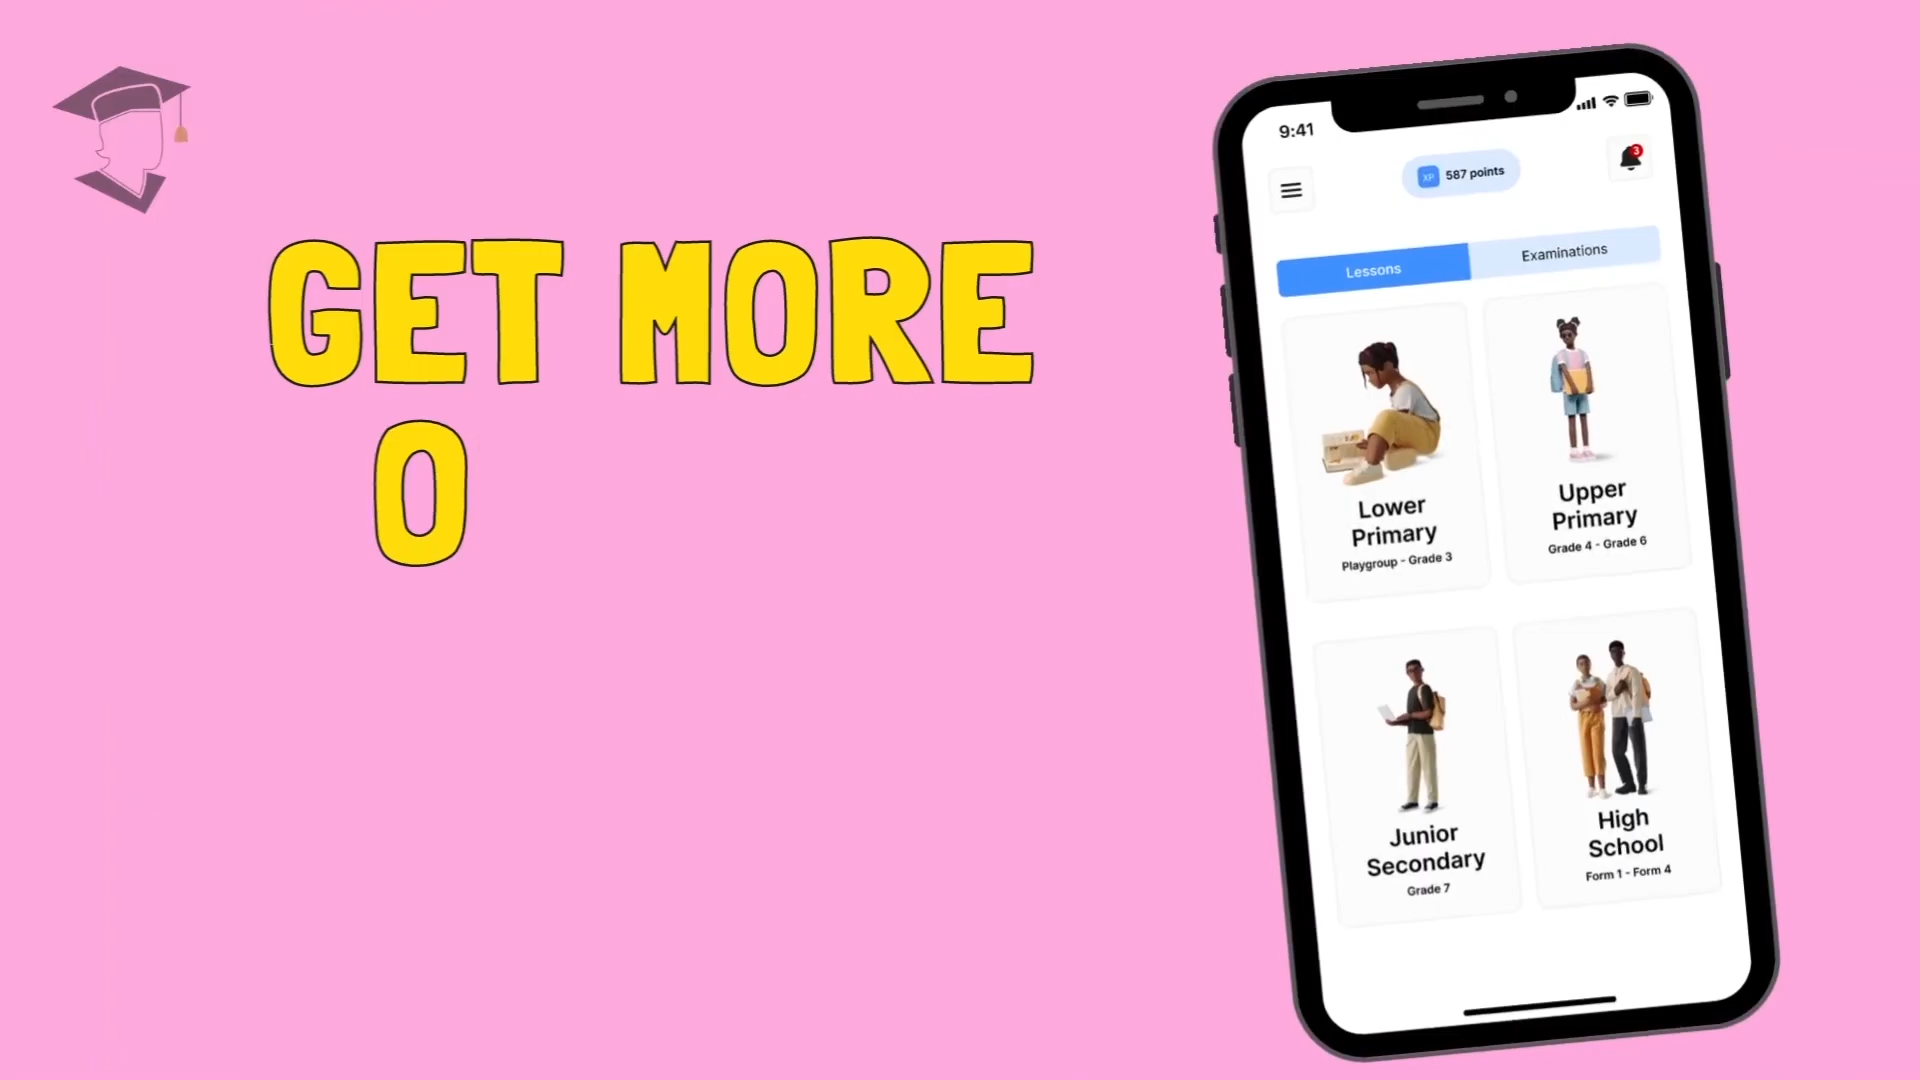 GET MORE
O
9:41
XP 587 points
3
Lessons
Examinations
Lower
Primary
Playgroup - Grade 3
Upper
Primary
Grade 4 - Grade 6
Junior
Secondary
Grade 7
High
School
Form 1 - Form 4